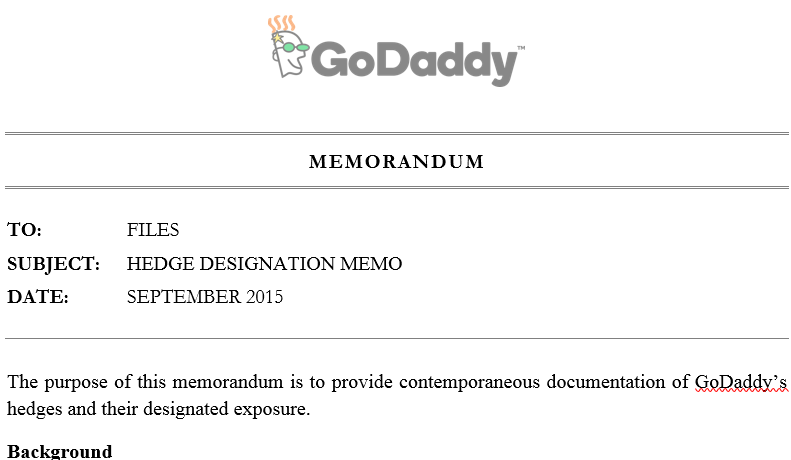 GoDaddy™
MEMORANDUM
TO: FILES
SUBJECT: HEDGE DESIGNATION MEMO
DATE: SEPTEMBER 2015
The purpose of this memorandum is to provide contemporaneous documentation of GoDaddy's
hedges and their designated exposure.
Background